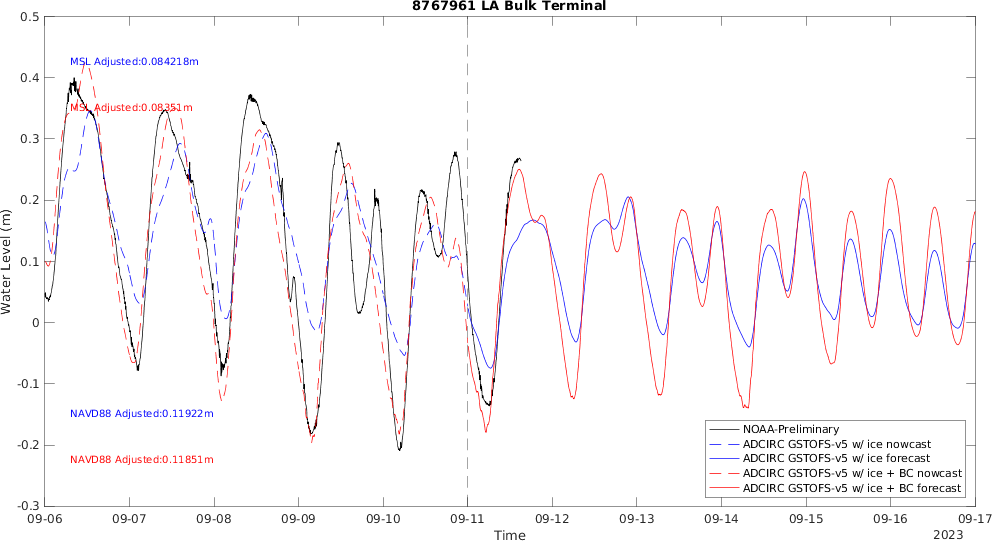 8767961 LA Bulk Terminal
0.5
0.4
0.3
0.2
0.1
0
-0.1
-0.2
-0.3
Water Level (m)
MSL Adjusted:0.084218m
MSL Adjusted:0.08351m
NAVD88 Adjusted:0.11922m
NAVD88 Adjusted:0.11851m
NOAA-Preliminary
ADCIRC GSTOFS-v5 w/ ice nowcast
ADCIRC GSTOFS-v5 w/ ice forecast
ADCIRC GSTOFS-v5 w/ ice + BC nowcast
ADCIRC GSTOFS-v5 w/ ice + BC forecast
09-06 09-07 09-08 09-09 09-10 09-11 09-12 09-13 09-14 09-15 09-16 09-17
Time
2023